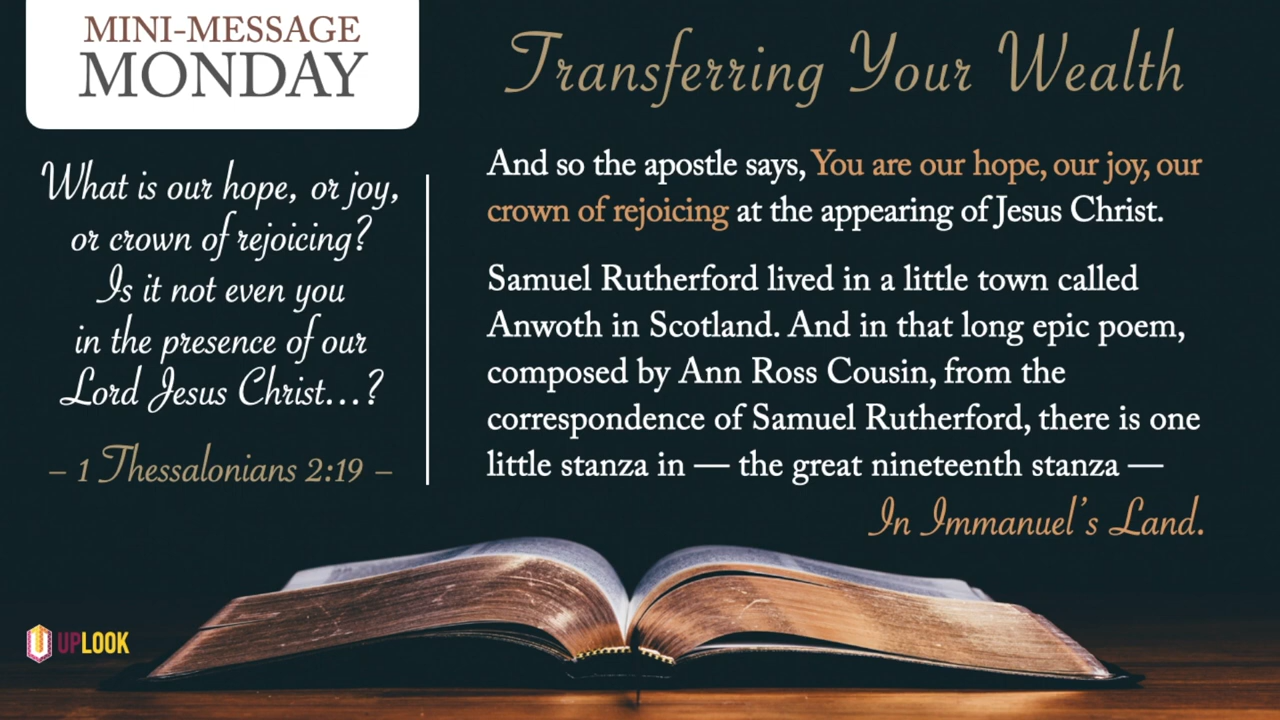 MINI-MESSAGE
MONDAY
What is our hope, or joy,
or crown of rejoicing?
Is it not even you
in the presence of our
Lord Jesus Christ...?
– 1 Thessalonians 2:19 –
Transferring Your Wealth
And so the apostle says, You are our hope, our joy, our
crown of rejoicing at the appearing of Jesus Christ.
Samuel Rutherford lived in a little town called
Anwoth in Scotland. And in that long epic poem,
composed by Ann Ross Cousin, from the
correspondence of Samuel Rutherford, there is one
little stanza in — the great nineteenth stanza —
In Immanuel’s Land.
UPLOOK